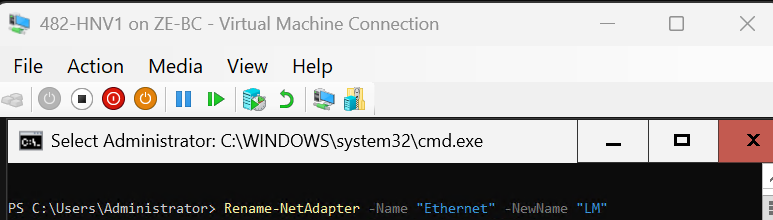 482-HNV1 on ZE-BC - Virtual Machine Connection
File Action Media View Help
Select Administrator: C:\WINDOWS\system32\cmd.exe
PS C:\Users\Administrator> Rename-NetAdapter -Name "Ethernet" -NewName "LM"